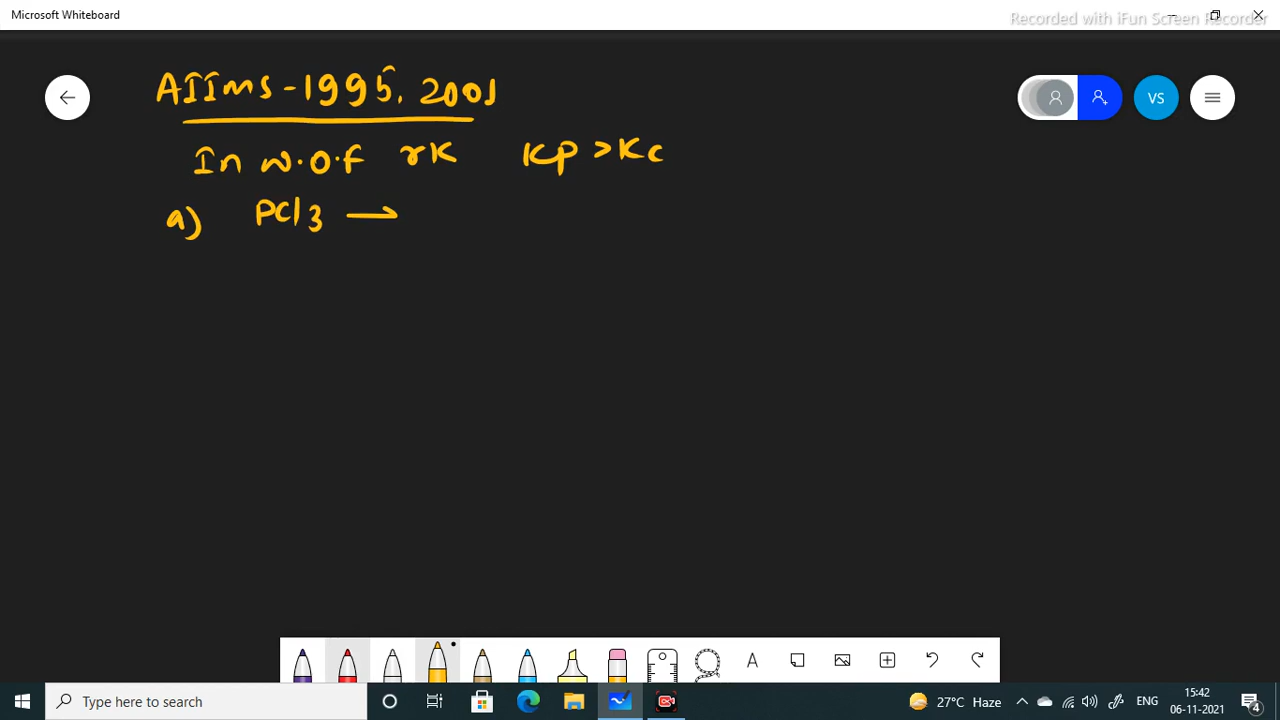 Microsoft Whiteboard
Recorded with iFun Screen Recorder
AIIms - 1995, 2001
In w.o.f rk Kp > Kc
a) PCl3 →
VS
A
Type here to search
27°C Haze
ENG
15:42
06-11-2021
4